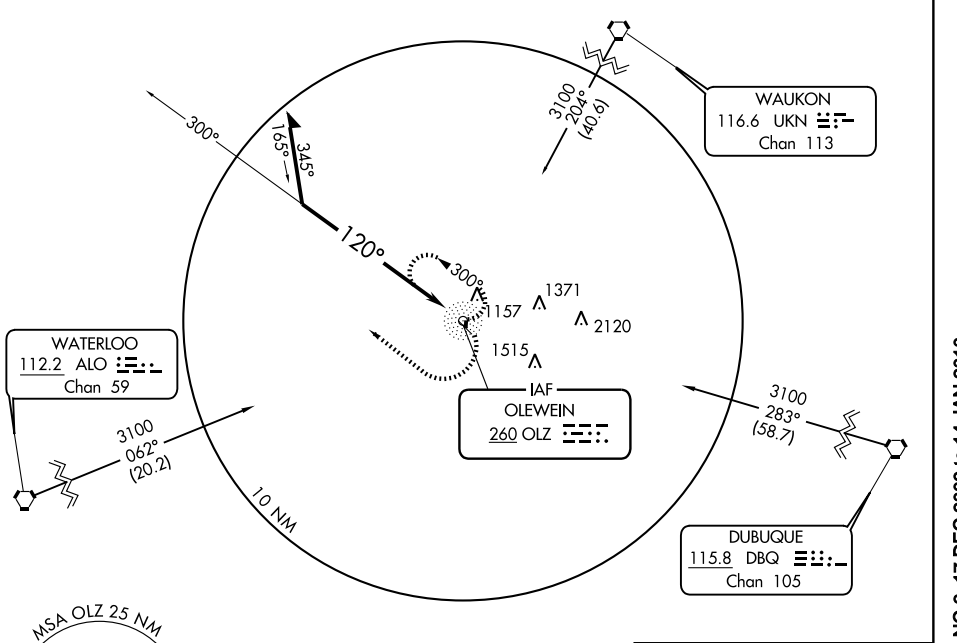 WAUKON
116.6 UKN
Chan 113
3100
204°
(40.6)
300°
345°
165°
120°
300°
1157
1371
2120
1515
WATERLOO
112.2 ALO
Chan 59
3100
062°
(20.2)
IAF
OLEWEIN
260 OLZ
3100
283°
(58.7)
10 NM
DUBUQUE
115.8 DBQ
Chan 105
MSA OLZ 25 NM